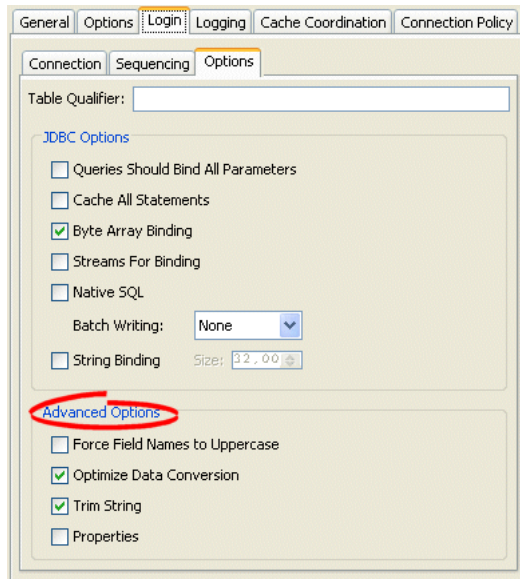 General Options Login Logging Cache Coordination Connection Policy
Connection Sequencing Options
Table Qualifier:
JDBC Options
Queries Should Bind All Parameters
Cache All Statements
Byte Array Binding
Streams For Binding
Native SQL
Batch Writing: None
String Binding Size: 32,00
Advanced Options
Force Field Names to Uppercase
Optimize Data Conversion
Trim String
Properties